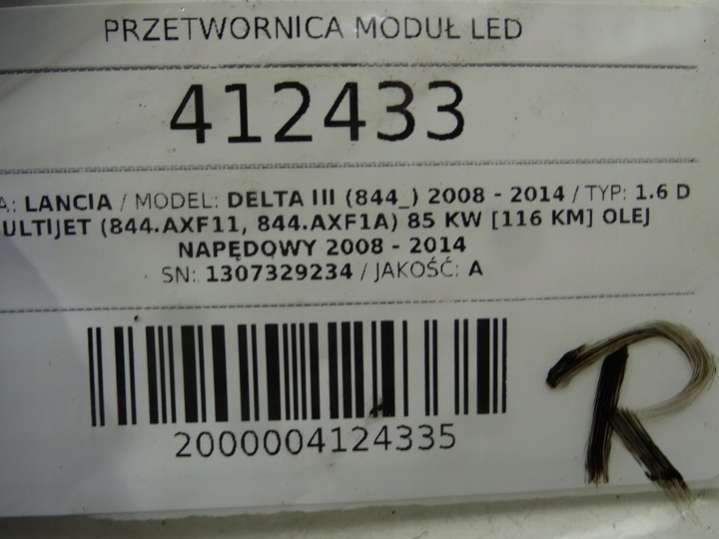 PRZETWORNICA MODUŁ LED
412433
A: LANCIA / MODEL: DELTA III (844_) 2008 - 2014 / TYP: 1.6 D
ULTIJET (844.AXF11, 844.AXF1A) 85 KW [116 KM] OLEJ
NAPĘDOWY 2008 - 2014
SN: 1307329234 / JAKOŚĆ: A
2000004124335
R